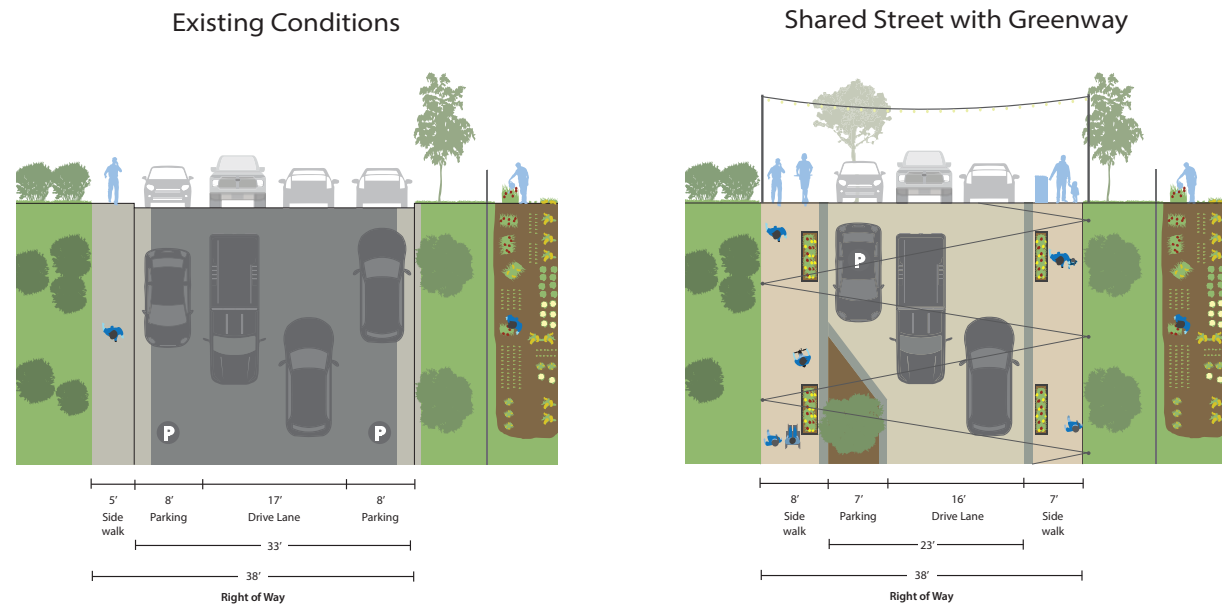 Existing Conditions
P
P
5’
8’
17’
8’
Side
walk
Parking
Drive Lane
Parking
33’
38’
Right of Way
Shared Street with Greenway
P
8’
7’
16’
7’
Side
walk
Parking
Drive Lane
Side
walk
23’
38’
Right of Way